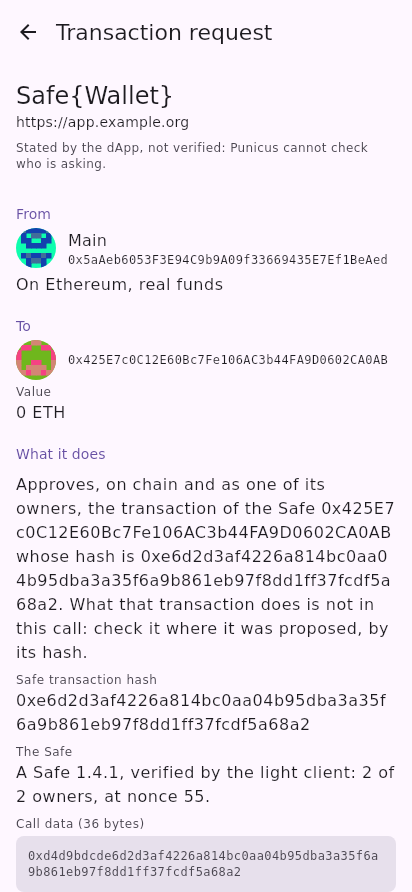 Transaction request
Safe{Wallet}
https://app.example.org
Stated by the dApp, not verified: Punicus cannot check
who is asking.
From
Main
0x5aAeb6053F3E94C9b9A09f33669435E7Ef1BeAed
On Ethereum, real funds
To
0x425E7c0C12E60Bc7Fe106AC3b44FA9D0602CA0AB
Value
0 ETH
What it does
Approves, on chain and as one of its
owners, the transaction of the Safe 0x425E7
c0C12E60Bc7Fe106AC3b44FA9D0602CA0AB
whose hash is 0xe6d2d3af4226a814bc0aa0
4b95dba3a35f6a9b861eb97f8dd1ff37fcdf5a
68a2. What that transaction does is not in
this call: check it where it was proposed, by
its hash.
Safe transaction hash
0xe6d2d3af4226a814bc0aa04b95dba3a35f
6a9b861eb97f8dd1ff37fcdf5a68a2
The Safe
A Safe 1.4.1, verified by the light client: 2 of
2 owners, at nonce 55.
Call data (36 bytes)
0xd4d9bdcde6d2d3af4226a814bc0aa04b95dba3a35f6a
9b861eb97f8dd1ff37fcdf5a68a2